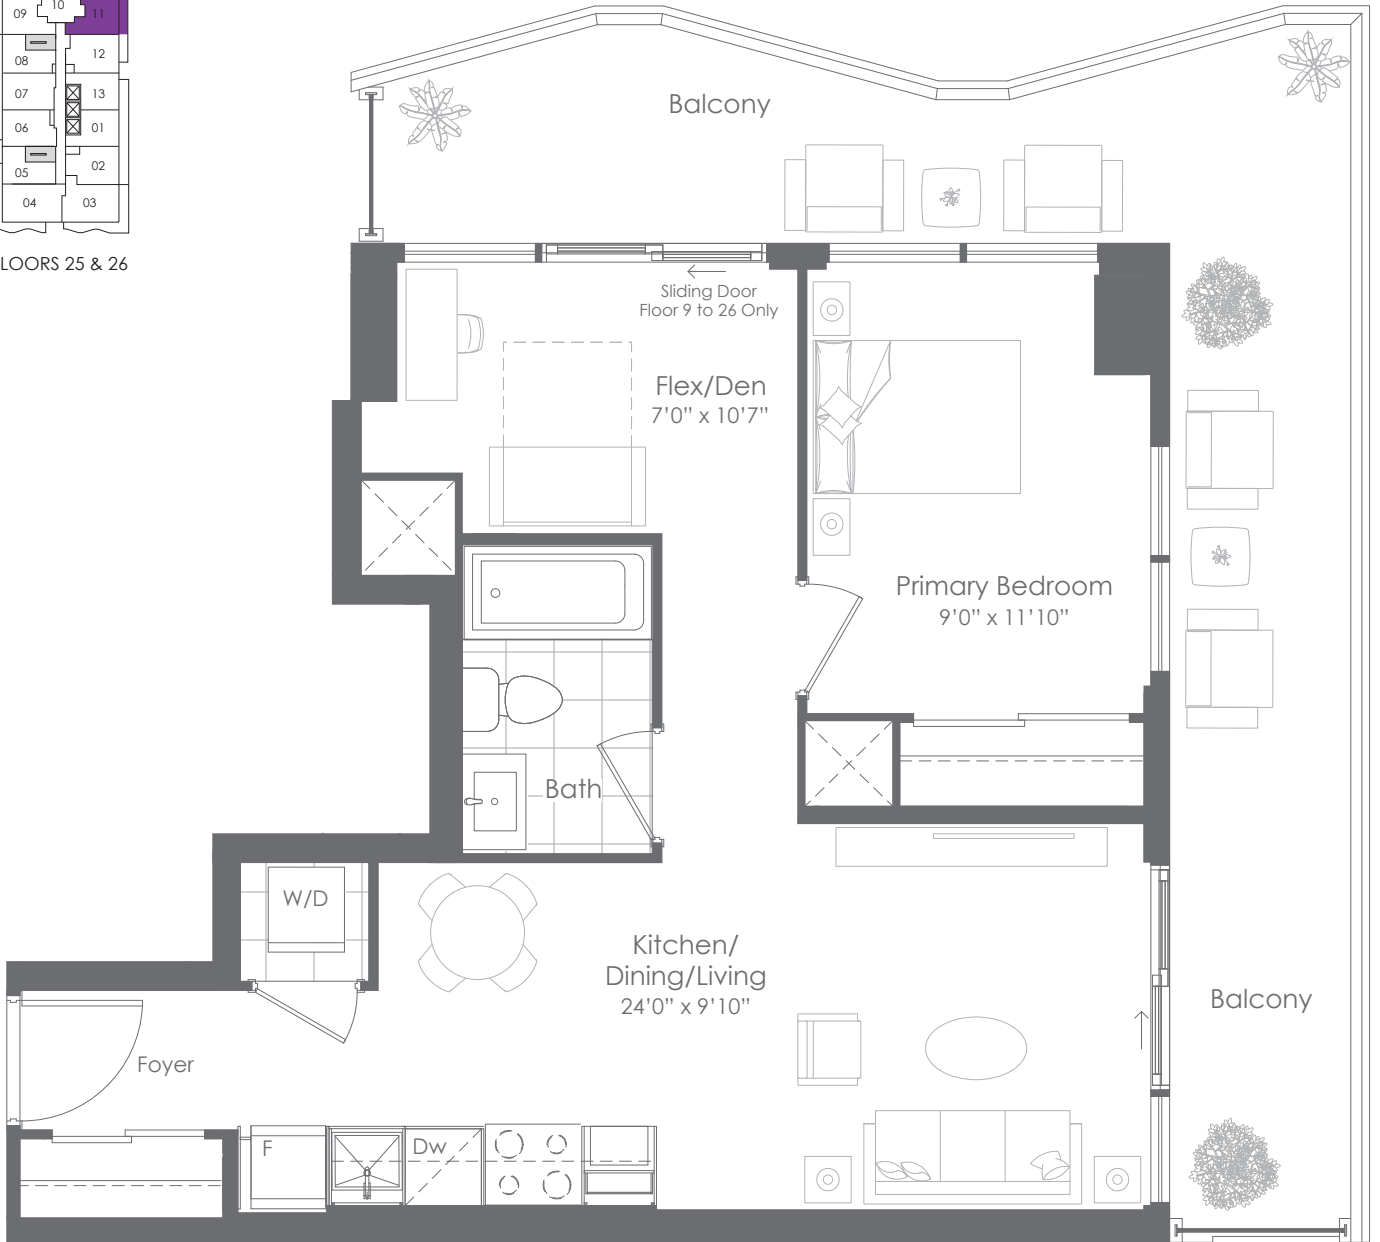 09
10
11
08
12
07
13
06
01
05
02
04
03
LOORS 25 & 26
Balcony
Sliding Door
Floor 9 to 26 Only
Flex/Den
7'0” x 10'7”
Primary Bedroom
9'0” x 11'10”
Bath
W/D
Kitchen/
Dining/Living
24'0” x 9'10”
Balcony
Foyer
F
Dw